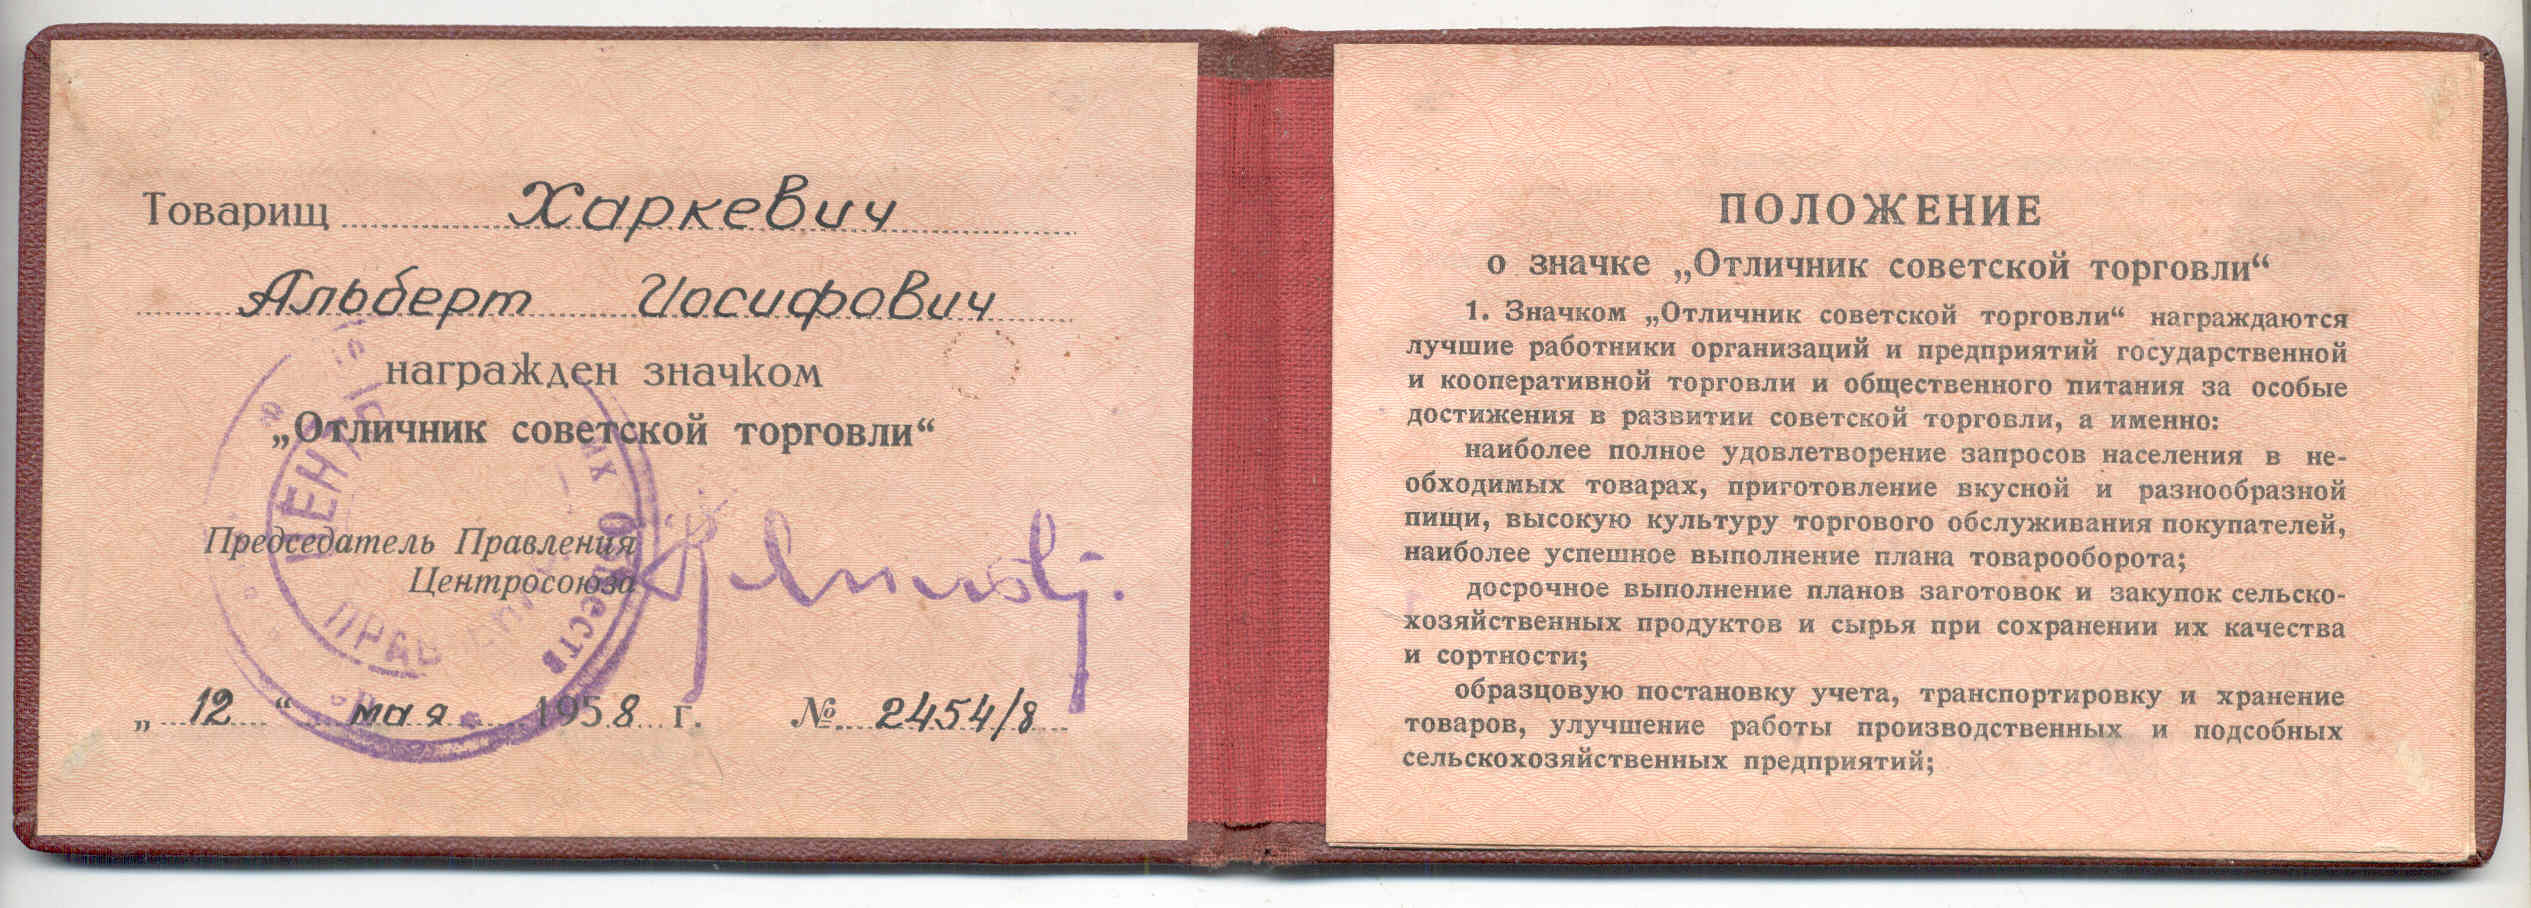 Товарищ Харкевич
Альберт Иосифович
награжден значком
„Отличник советской торговли“
Председатель Правления
Центросоюза
„ 12 “ мая 1958 г. № 2454/8
ПОЛОЖЕНИЕ
о значке „Отличник советской торговли“
1. Значком „Отличник советской торговли“ награждаются
лучшие работники организаций и предприятий государственной
и кооперативной торговли и общественного питания за особые
достижения в развитии советской торговли, а именно:
наиболее полное удовлетворение запросов населения в не-
обходимых товарах, приготовление вкусной и разнообразной
пищи, высокую культуру торгового обслуживания покупателей,
наиболее успешное выполнение плана товарооборота;
досрочное выполнение планов заготовок и закупок сельско-
хозяйственных продуктов и сырья при сохранении их качества
и сортности;
образцовую постановку учета, транспортировку и хранение
товаров, улучшение работы производственных и подсобных
сельскохозяйственных предприятий;